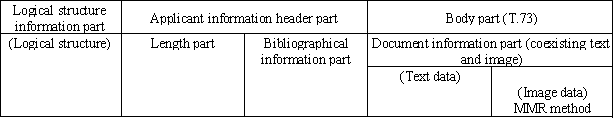 Logical structure
information part
Applicant information header part
Body part (T.73)
(Logical structure)
Length part
Bibliographical
information part
Document information part (coexisting text
and image)
(Text data)
(Image data)
MMR method